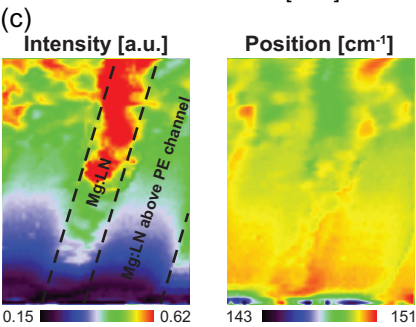 (c)
Intensity [a.u.]
Position [cm⁻¹]
Mg:LN
Mg:LN above PE channel
0.15
0.62
143
151